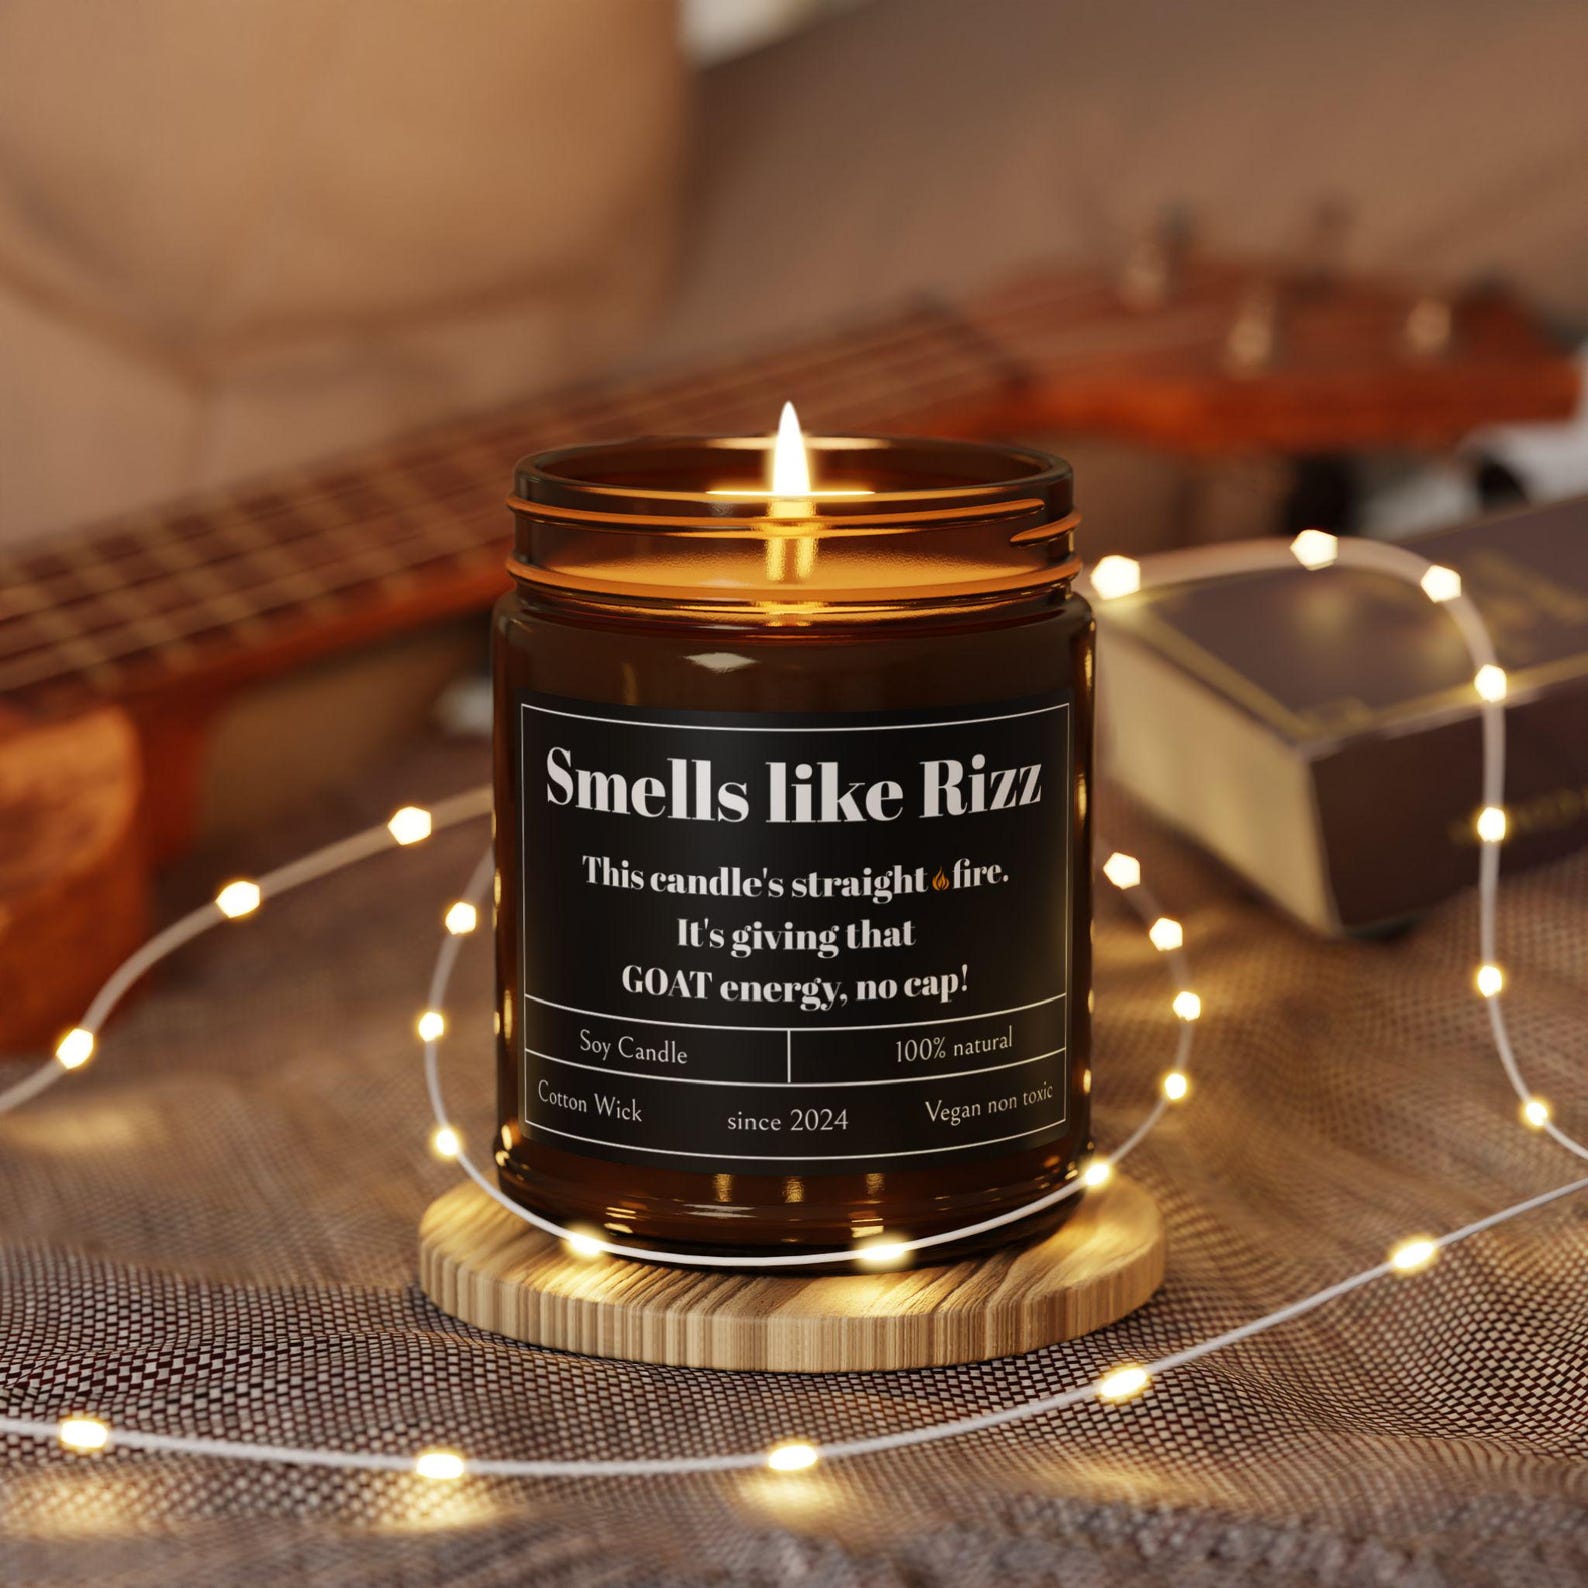 Smells like Rizz
This candle's straight🔥fire.
It's giving that
GOAT energy, no cap!
Soy Candle 100% natural
Cotton Wick since 2024 Vegan non toxic